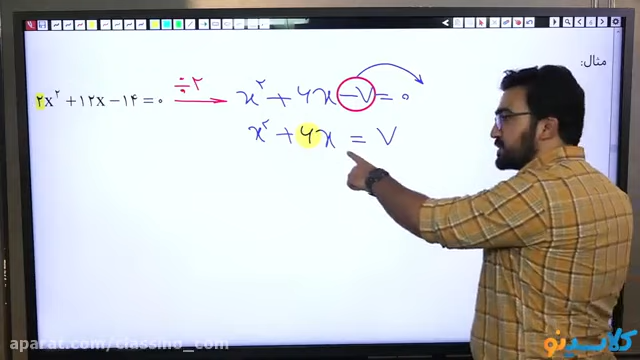 مثال:
۲x² + ۱۲x − ۱۴ = ۰
÷۲
x² + ۶x − ۷ = ۰
x² + ۶x = ۷
aparat.com/classino_com
کلاسینو